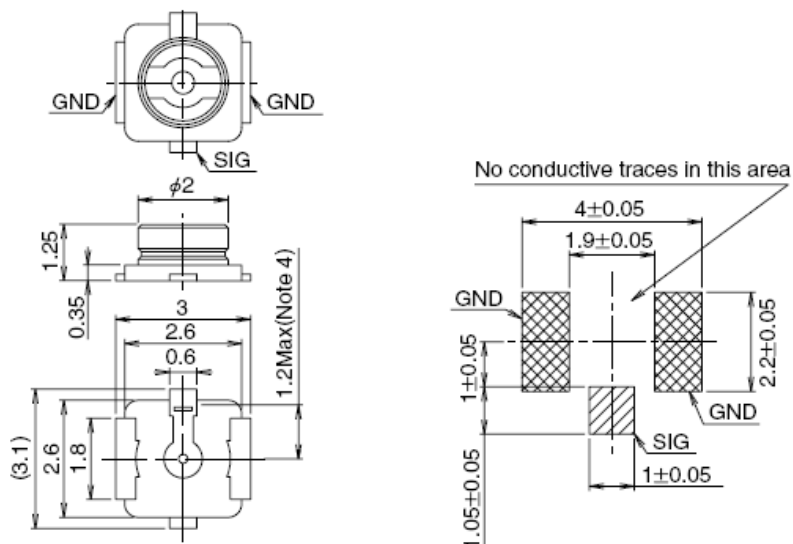 GND
GND
SIG
ϕ2
1.25
0.35
3
2.6
0.6
1.2Max(Note 4)
(3.1)
2.6
1.8
No conductive traces in this area
4±0.05
1.9±0.05
GND
2.2±0.05
1±0.05
GND
SIG
1±0.05
1.05±0.05